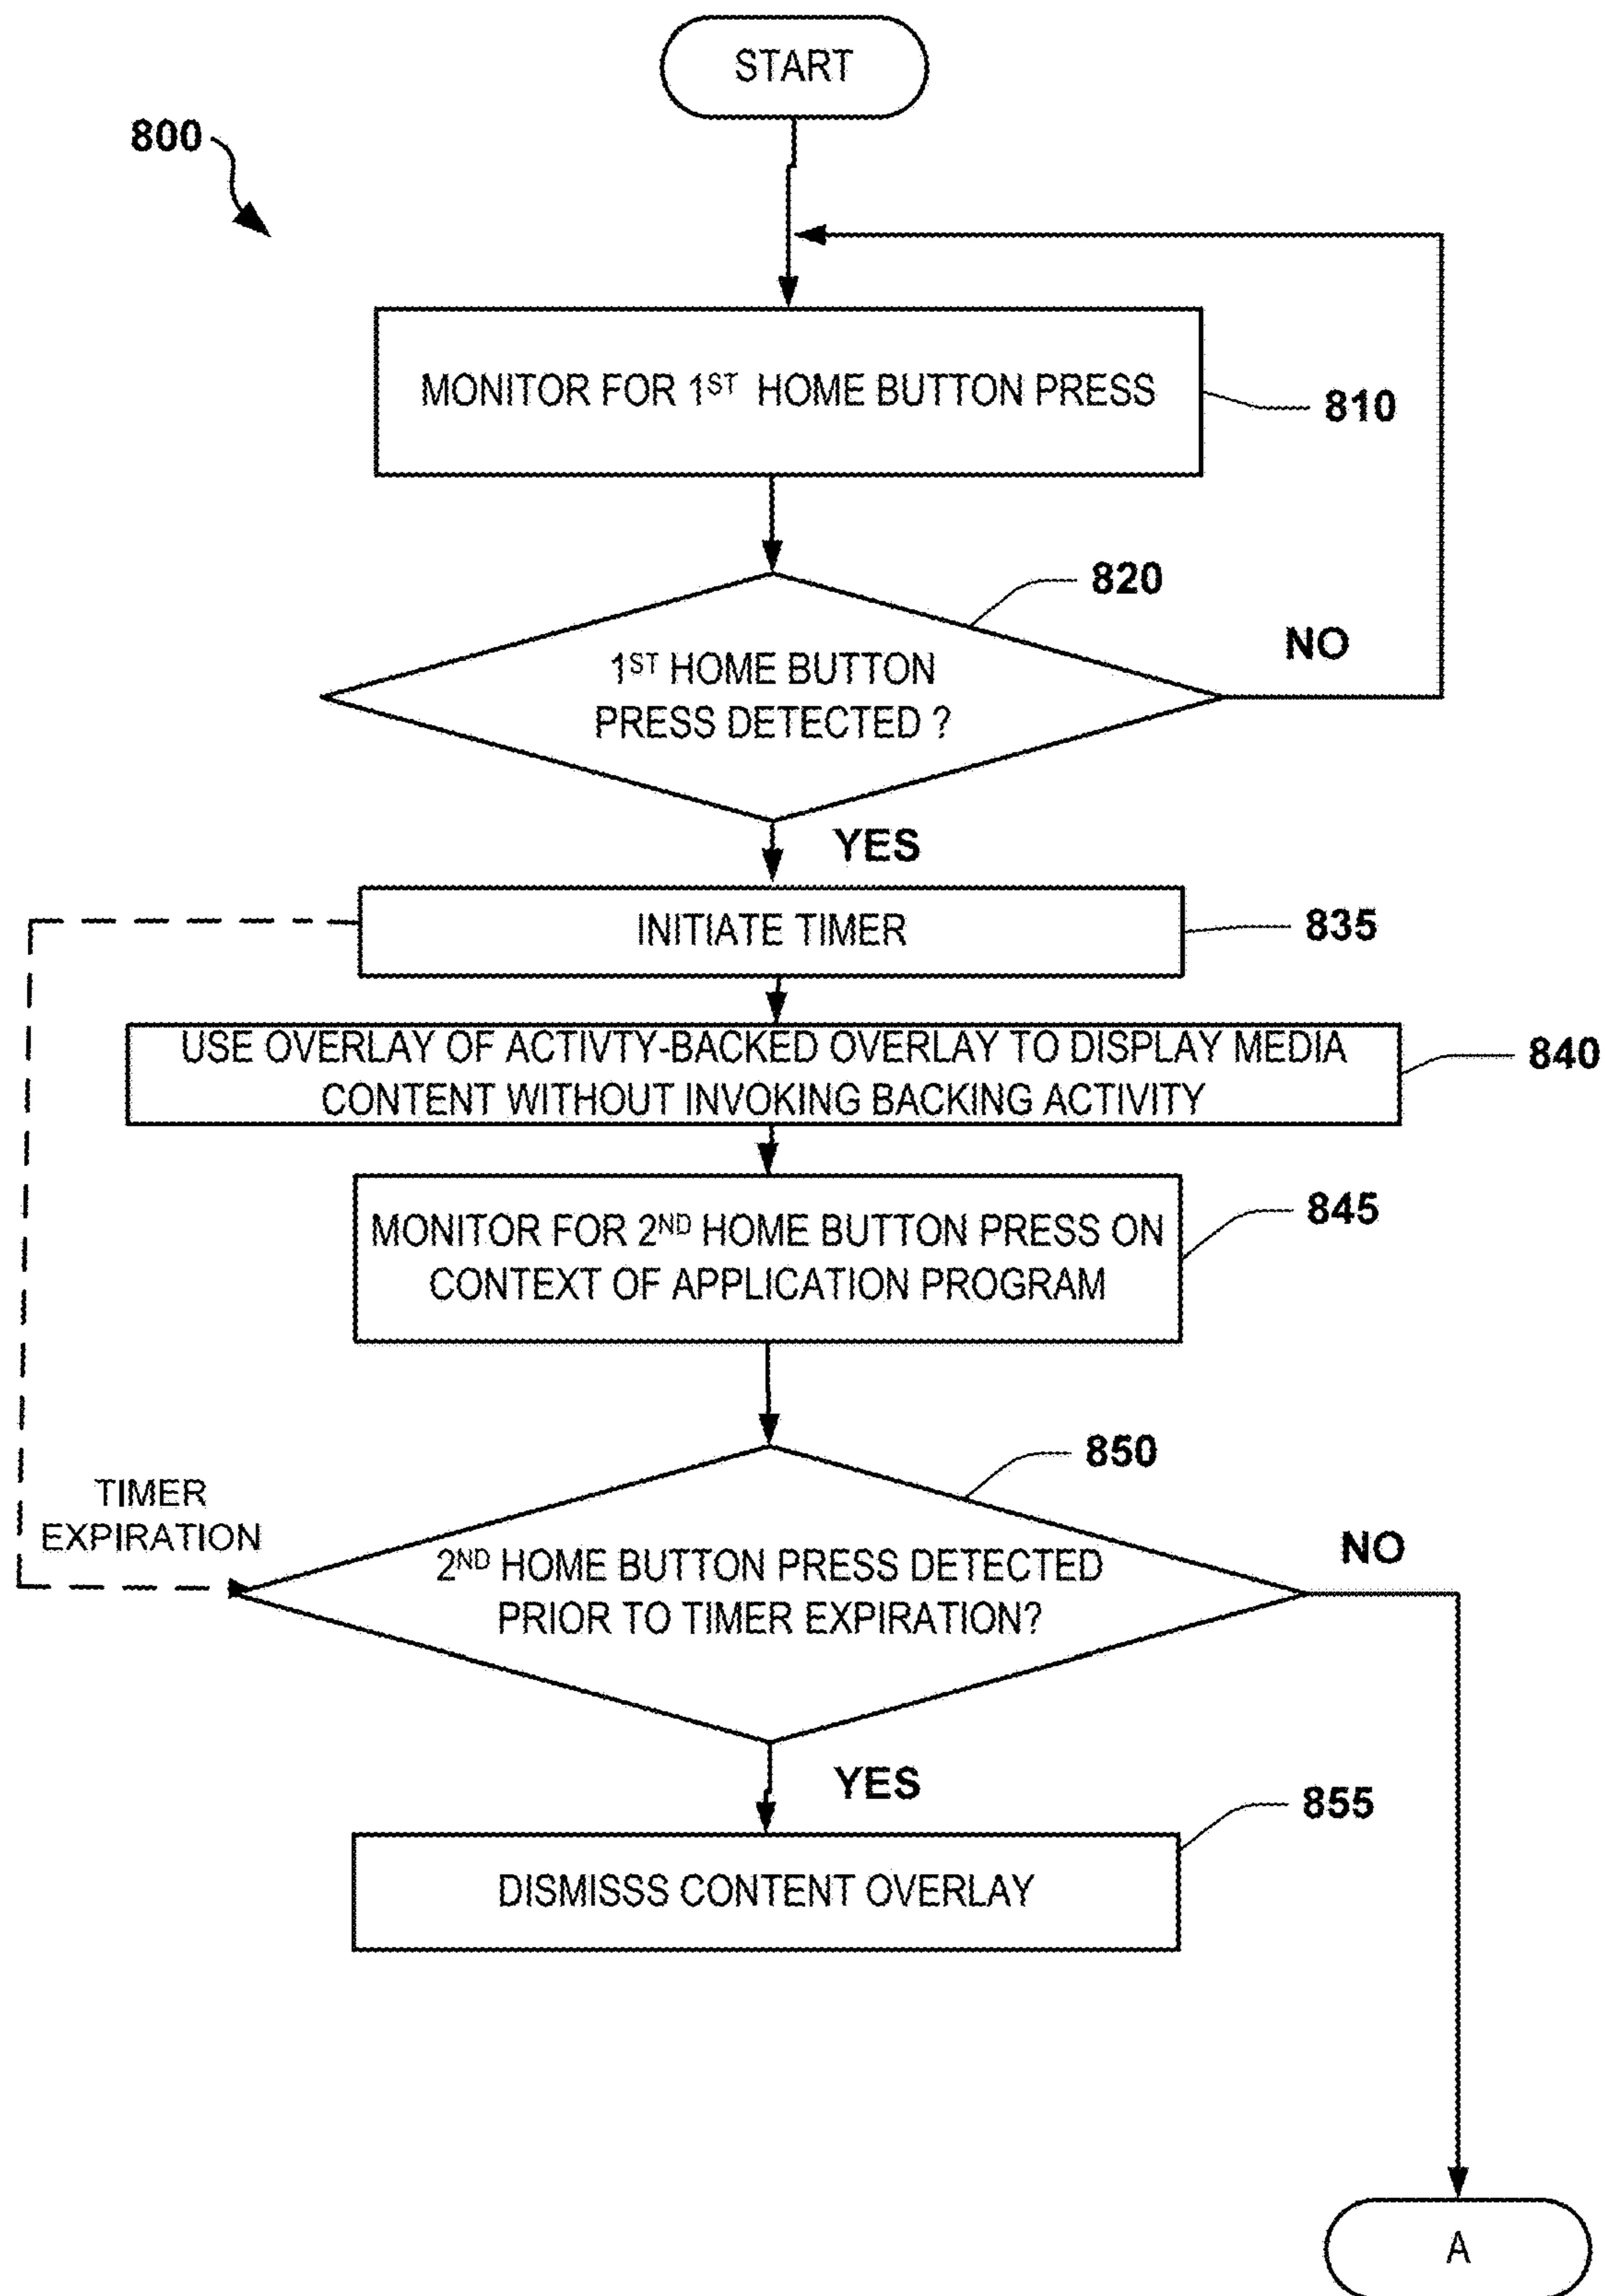 START
800
MONITOR FOR 1ST HOME BUTTON PRESS
810
820
1ST HOME BUTTON
PRESS DETECTED ?
NO
YES
INITIATE TIMER
835
USE OVERLAY OF ACTIVTY-BACKED OVERLAY TO DISPLAY MEDIA
CONTENT WITHOUT INVOKING BACKING ACTIVITY
840
MONITOR FOR 2ND HOME BUTTON PRESS ON
CONTEXT OF APPLICATION PROGRAM
845
850
TIMER
EXPIRATION
2ND HOME BUTTON PRESS DETECTED
PRIOR TO TIMER EXPIRATION?
NO
YES
855
DISMISSS CONTENT OVERLAY
A